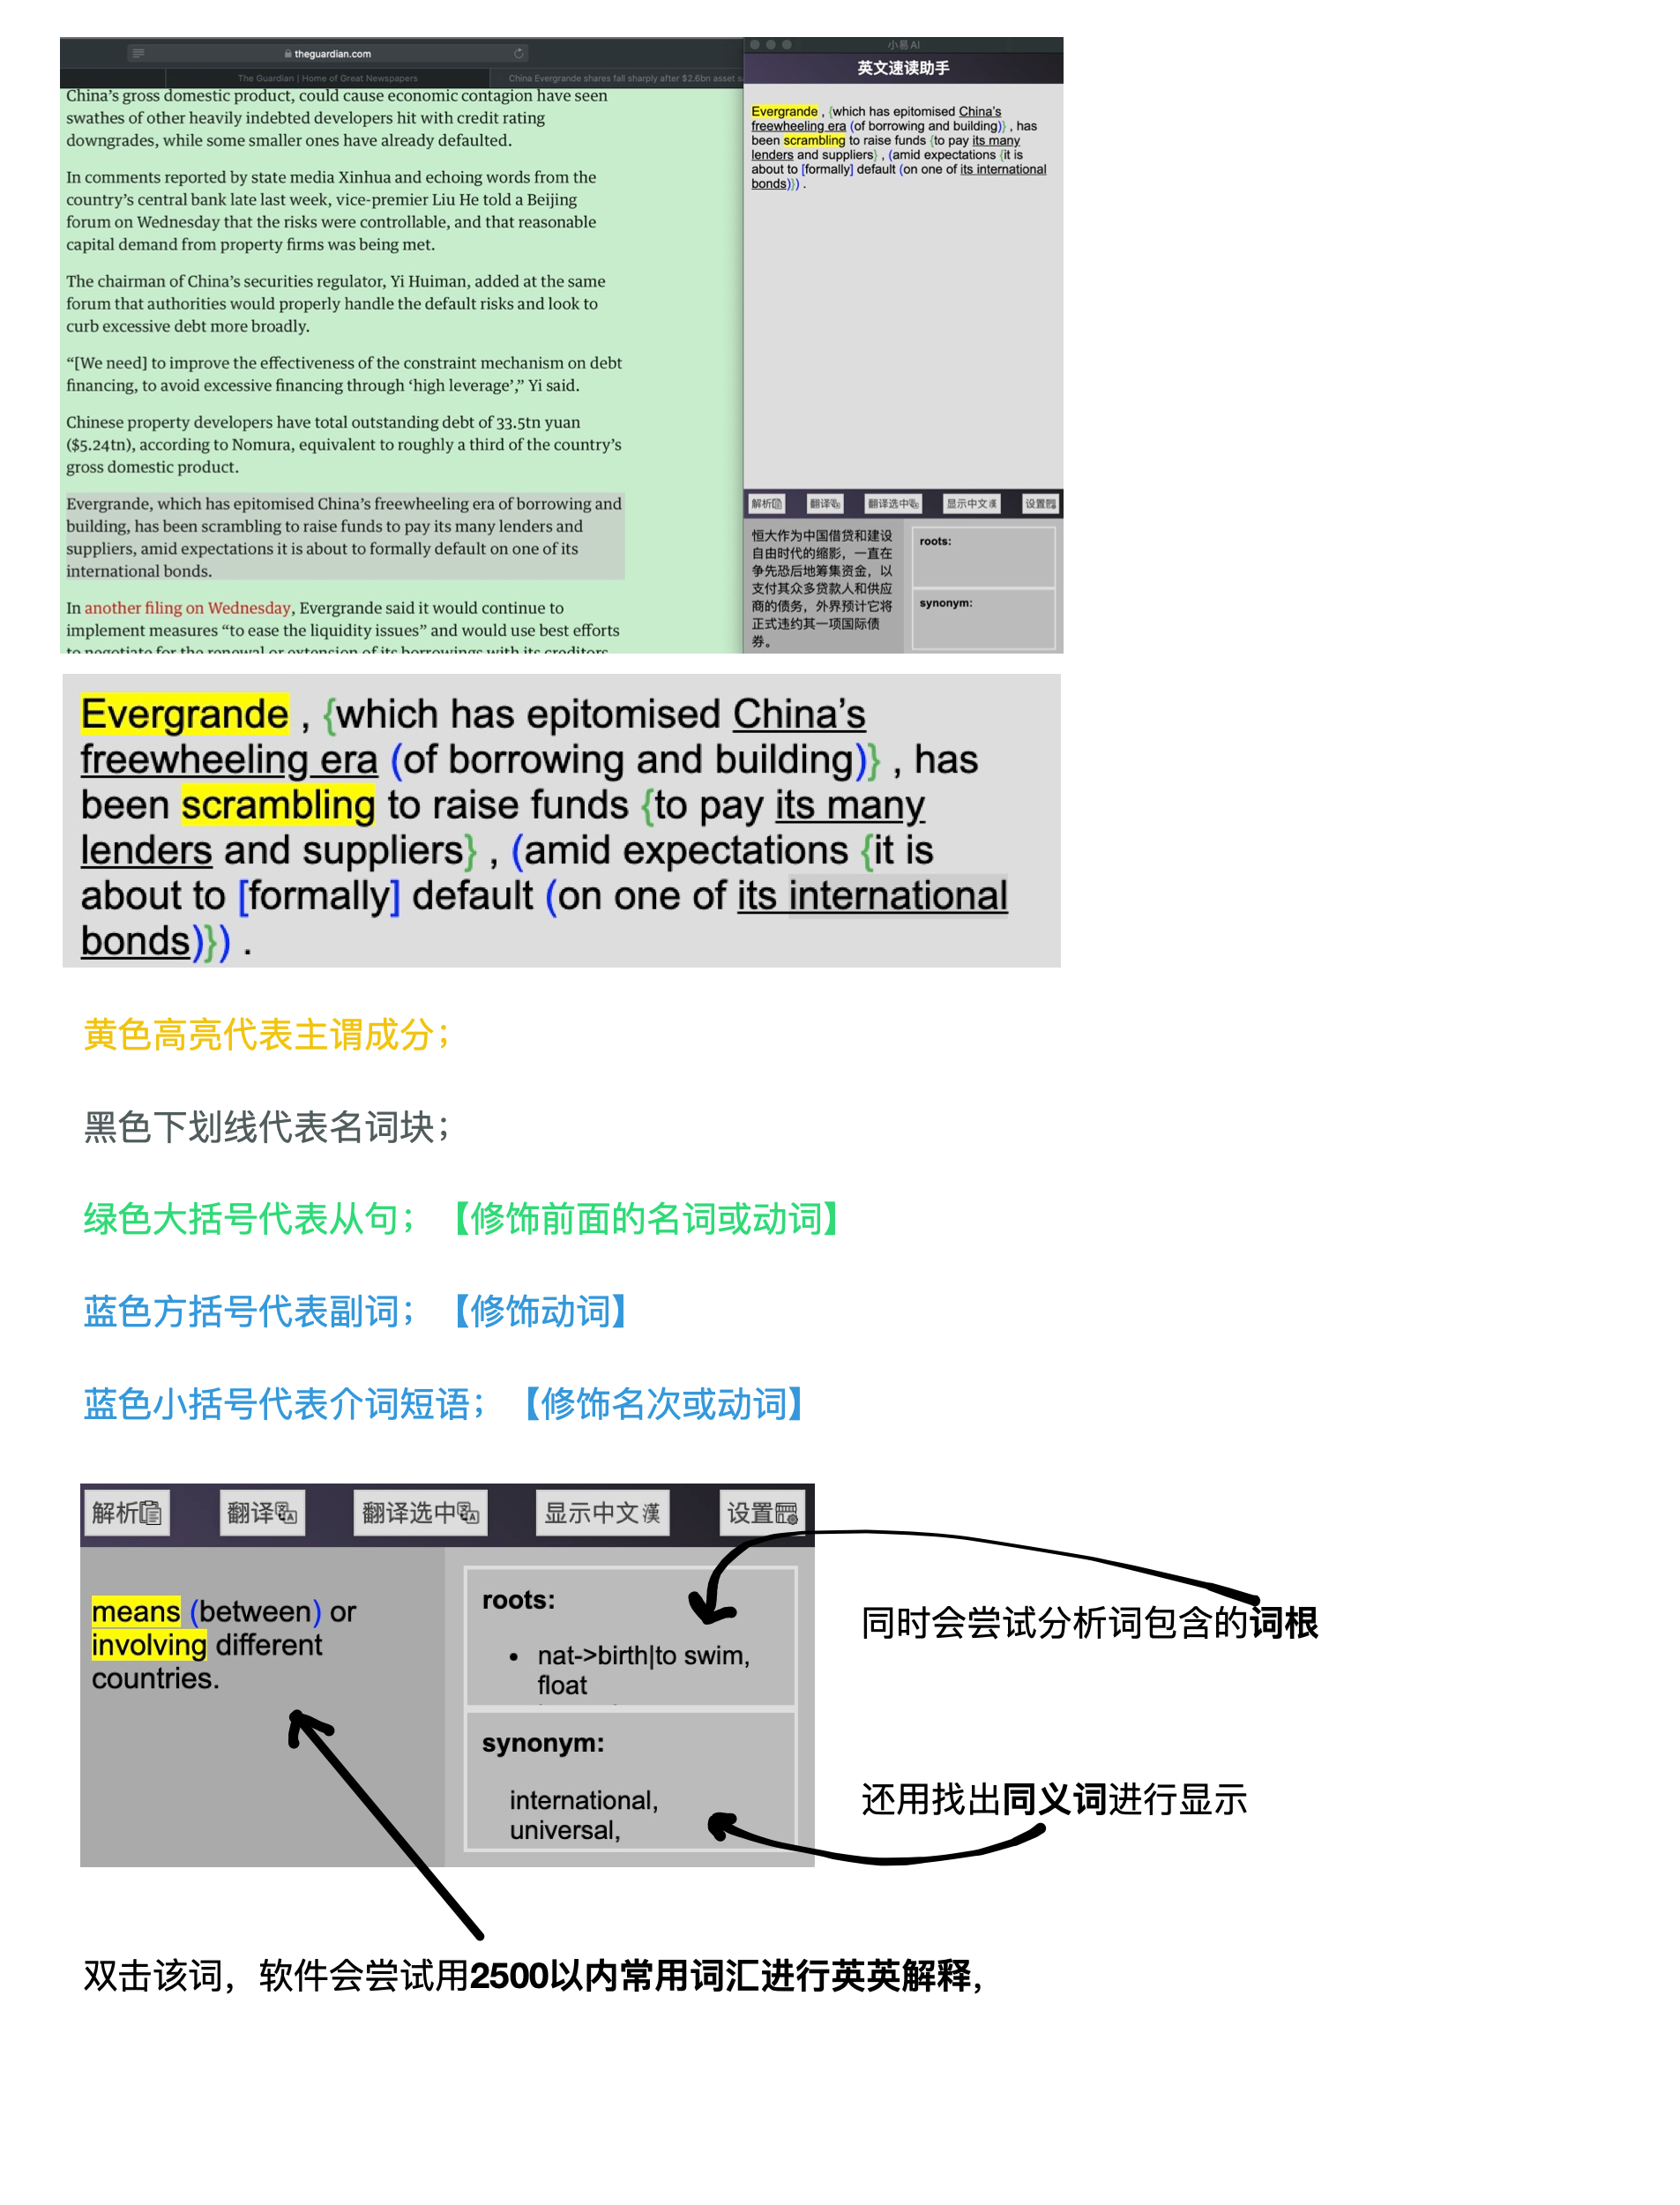 theguardian.com
小易AI
The Guardian | Home of Great Newspapers
China Evergrande shares fall sharply after $2.6bn asset s
英文速读助手
China's gross domestic product, could cause economic contagion have seen
swathes of other heavily indebted developers hit with credit rating
downgrades, while some smaller ones have already defaulted.
In comments reported by state media Xinhua and echoing words from the
country's central bank late last week, vice-premier Liu He told a Beijing
forum on Wednesday that the risks were controllable, and that reasonable
capital demand from property firms was being met.
The chairman of China's securities regulator, Yi Huiman, added at the same
forum that authorities would properly handle the default risks and look to
curb excessive debt more broadly.
“[We need] to improve the effectiveness of the constraint mechanism on debt
financing, to avoid excessive financing through ‘high leverage’,” Yi said.
Chinese property developers have total outstanding debt of 33.5tn yuan
($5.24tn), according to Nomura, equivalent to roughly a third of the country's
gross domestic product.
Evergrande, which has epitomised China's freewheeling era of borrowing and
building, has been scrambling to raise funds to pay its many lenders and
suppliers, amid expectations it is about to formally default on one of its
international bonds.
In another filing on Wednesday, Evergrande said it would continue to
implement measures “to ease the liquidity issues” and would use best efforts
to negotiate for the renewal or extension of its borrowings with its creditors
Evergrande , {which has epitomised China's
freewheeling era (of borrowing and building)} , has
been scrambling to raise funds {to pay its many
lenders and suppliers} , (amid expectations {it is
about to [formally] default (on one of its international
bonds)}) .
解析 翻译 翻译选中 显示中文漢 设置
恒大作为中国借贷和建设
自由时代的缩影，一直在
争先恐后地筹集资金，以
支付其众多贷款人和供应
商的债务，外界预计它将
正式违约其一项国际债
券。
roots:
synonym:
Evergrande , {which has epitomised China's
freewheeling era (of borrowing and building)} , has
been scrambling to raise funds {to pay its many
lenders and suppliers} , (amid expectations {it is
about to [formally] default (on one of its international
bonds)}) .
黄色高亮代表主谓成分；
黑色下划线代表名词块；
绿色大括号代表从句；【修饰前面的名词或动词】
蓝色方括号代表副词；【修饰动词】
蓝色小括号代表介词短语；【修饰名次或动词】
解析 翻译 翻译选中 显示中文漢 设置
means (between) or
involving different
countries.
roots:
• nat->birth|to swim,
float
synonym:
international,
universal,
同时会尝试分析词包含的词根
还用找出同义词进行显示
双击该词，软件会尝试用2500以内常用词汇进行英英解释，